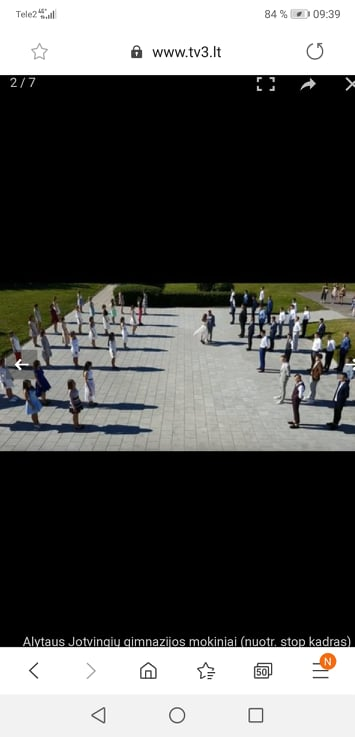 Tele2 84 % 09:39
www.tv3.lt
2 / 7
Alytaus Jotvingių gimnazijos mokiniai (nuotr. stop kadras)
50
N